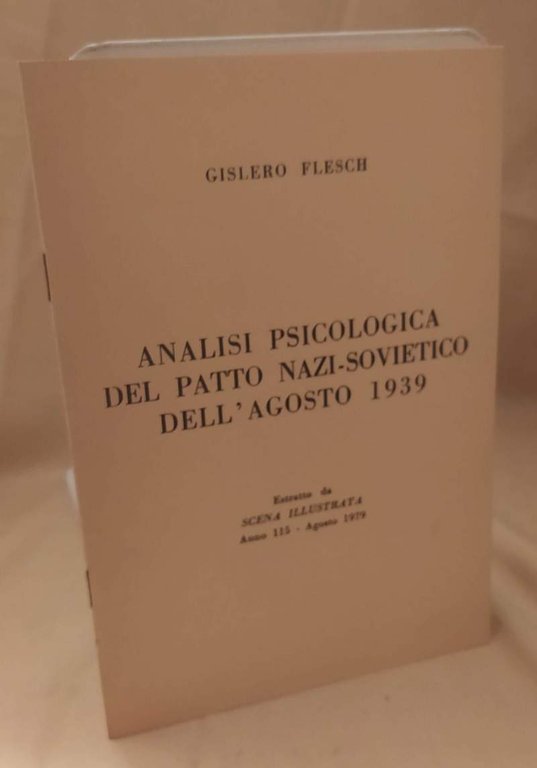 GISLERO FLESCH
ANALISI PSICOLOGICA
DEL PATTO NAZI-SOVIETICO
DELL'AGOSTO 1939
Estratto da
SCENA ILLUSTRATA
Anno 115 - Agosto 1979